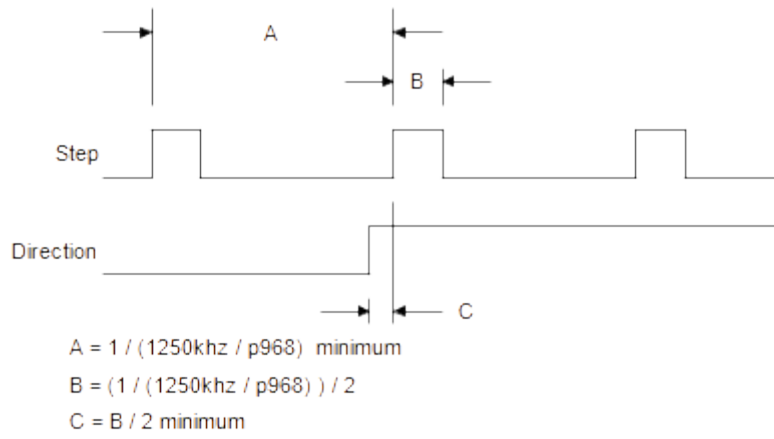 A
B
Step
Direction
C
A = 1 / (1250khz / p968) minimum
B = (1 / (1250khz / p968) ) / 2
C = B / 2 minimum